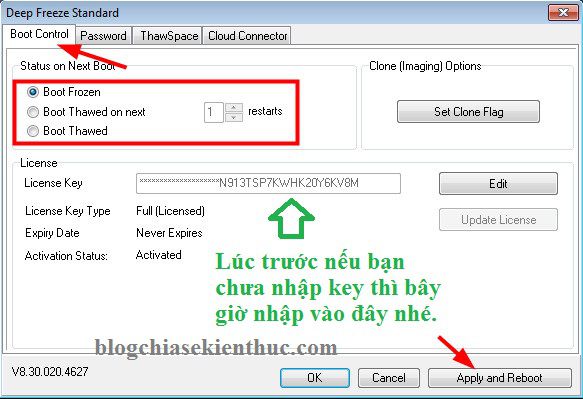 Deep Freeze Standard
Boot Control Password ThawSpace Cloud Connector
Status on Next Boot
Boot Frozen
Boot Thawed on next 1 restarts
Boot Thawed
Clone (Imaging) Options
Set Clone Flag
License
License Key ********************N913TSP7KWHK20Y6KV8M Edit
License Key Type Full (Licensed) Update License
Expiry Date Never Expires
Activation Status: Activated
Lúc trước nếu bạn
chưa nhập key thì bây
giờ nhập vào đây nhé.
blogchiasekienthuc.com
V8.30.020.4627 OK Cancel Apply and Reboot